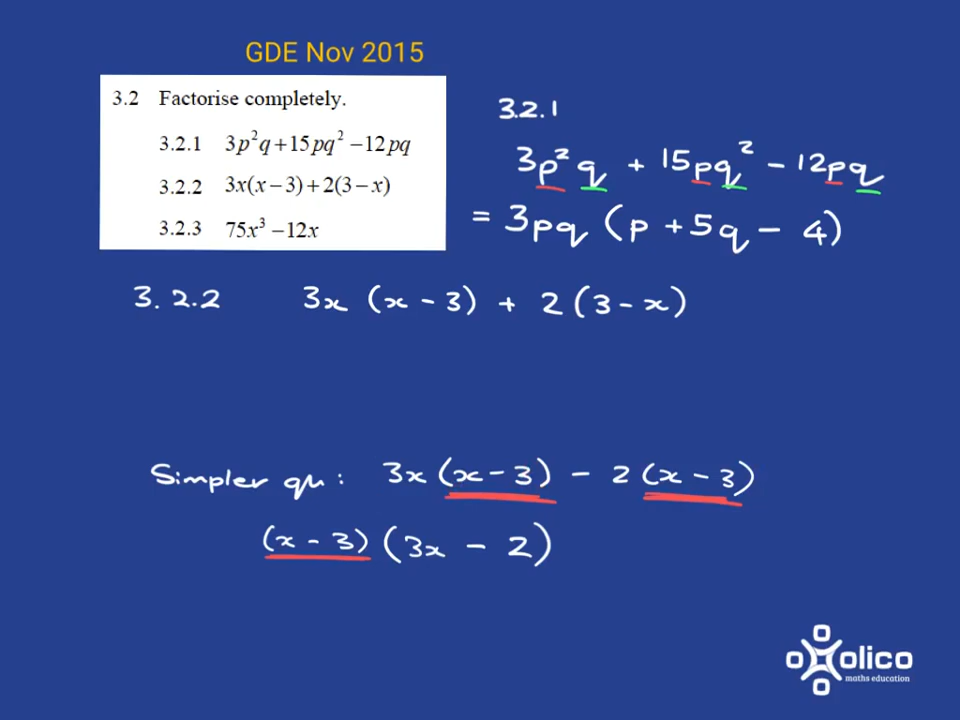 GDE Nov 2015
3.2 Factorise completely.
3.2.1 3p²q + 15pq² − 12pq
3.2.2 3x(x − 3) + 2(3 − x)
3.2.3 75x³ − 12x
3.2.1
3p²q + 15pq² − 12pq
= 3pq (p + 5q − 4)
3.2.2 3x (x − 3) + 2 (3 − x)
Simpler qu: 3x (x − 3) − 2 (x − 3)
(x − 3) (3x − 2)
olico
maths education